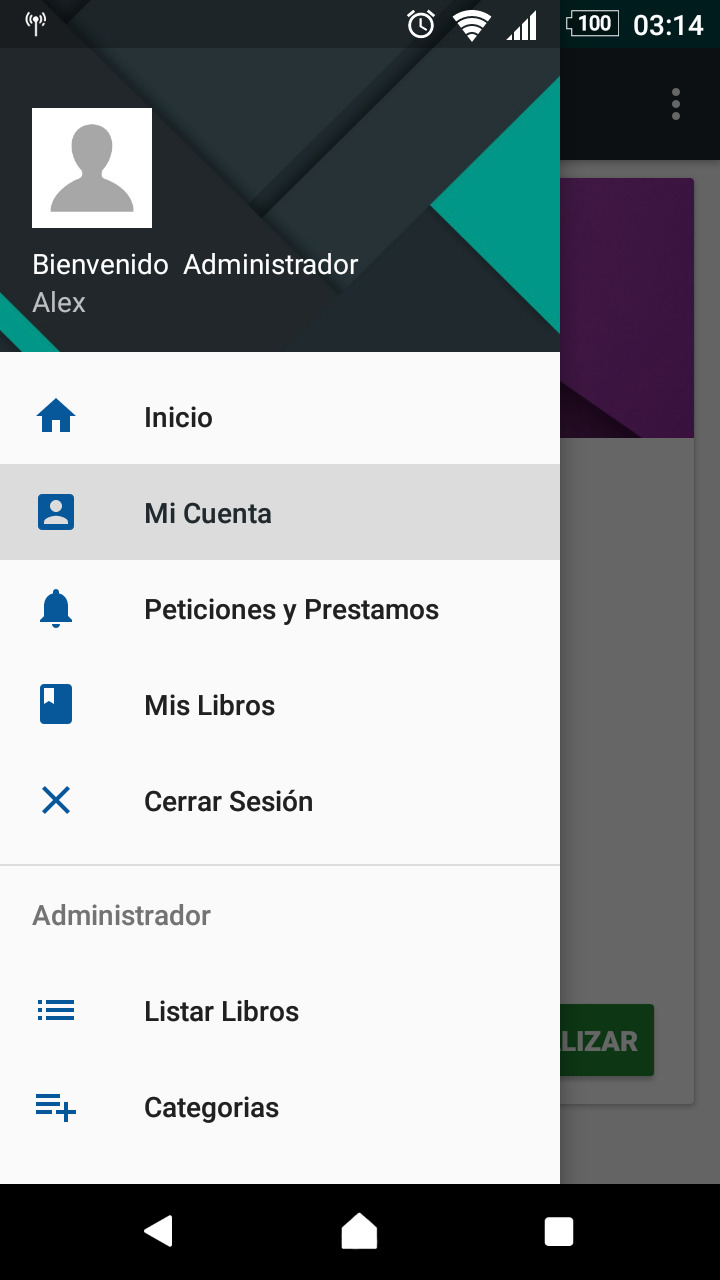 100 03:14
Bienvenido Administrador
Alex
Inicio
Mi Cuenta
Peticiones y Prestamos
Mis Libros
Cerrar Sesión
Administrador
Listar Libros
LIZAR
Categorias